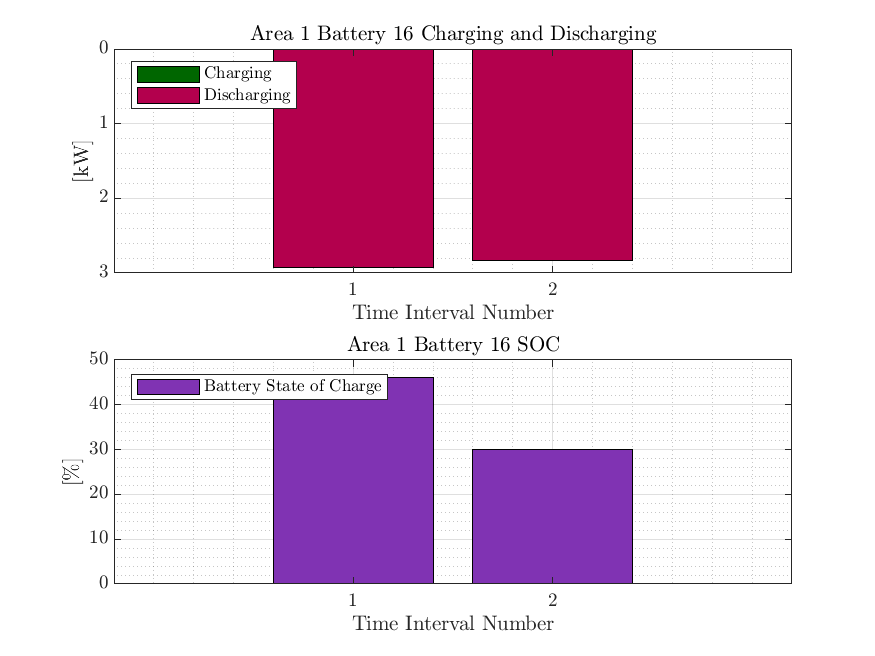 Area 1 Battery 16 Charging and Discharging
0
Charging
Discharging
1
[kW]
2
3
1 2
Time Interval Number
Area 1 Battery 16 SOC
50
Battery State of Charge
40
30
[%]
20
10
0
1 2
Time Interval Number